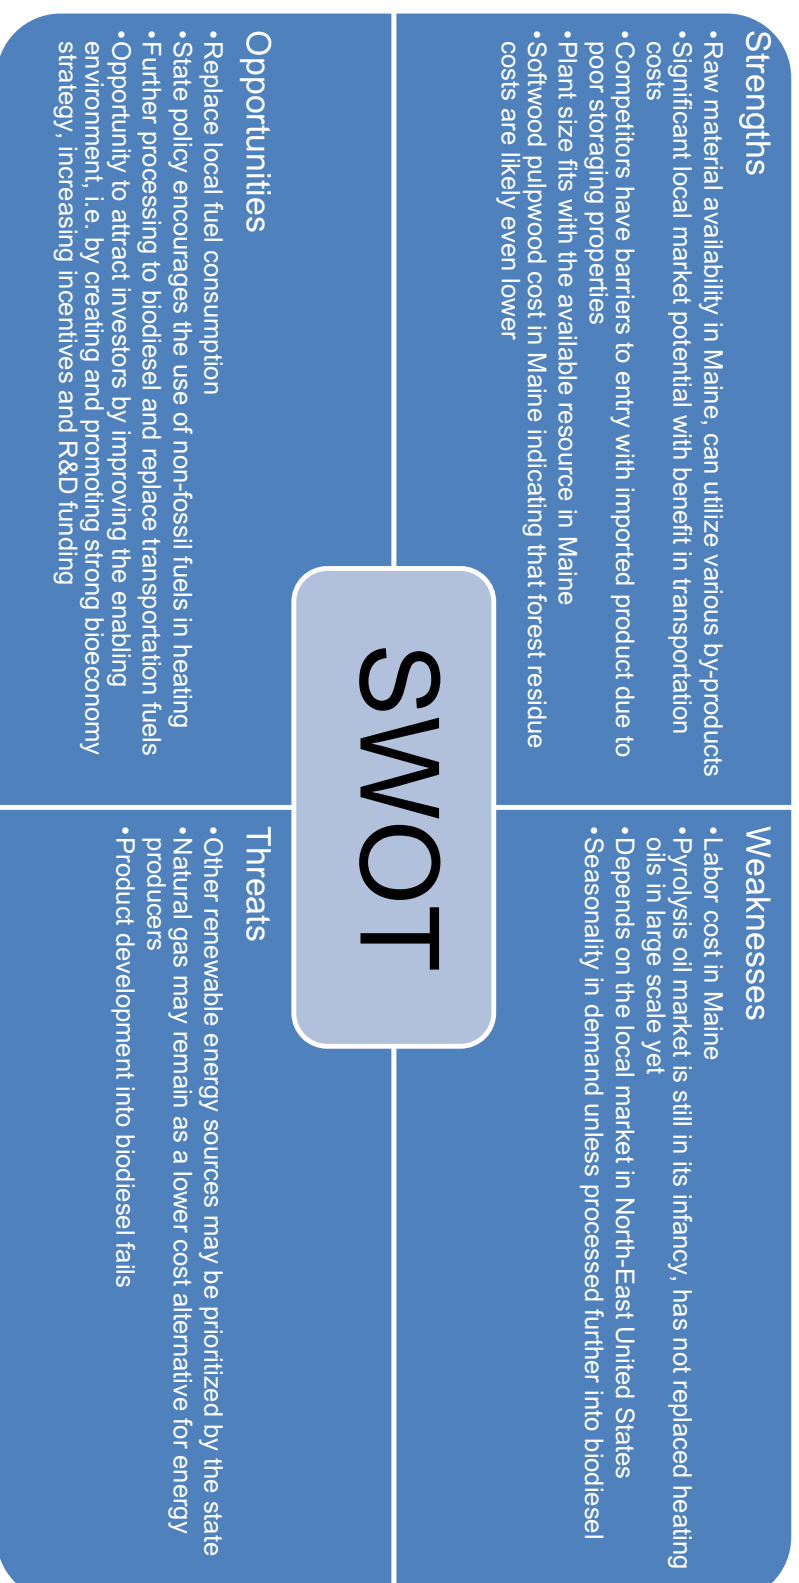 Strengths
•Raw material availability in Maine, can utilize various by-products
•Significant local market potential with benefit in transportation
costs
•Competitors have barriers to entry with imported product due to
poor storaging properties
•Plant size fits with the available resource in Maine
•Softwood pulpwood cost in Maine indicating that forest residue
costs are likely even lower
Weaknesses
•Labor cost in Maine
•Pyrolysis oil market is still in its infancy, has not replaced heating
oils in large scale yet
•Depends on the local market in North-East United States
•Seasonality in demand unless processed further into biodiesel
SWOT
Opportunities
•Replace local fuel consumption
•State policy encourages the use of non-fossil fuels in heating
•Further processing to biodiesel and replace transportation fuels
•Opportunity to attract investors by improving the enabling
environment, i.e. by creating and promoting strong bioeconomy
strategy, increasing incentives and R&D funding
Threats
•Other renewable energy sources may be prioritized by the state
•Natural gas may remain as a lower cost alternative for energy
producers
•Product development into biodiesel fails